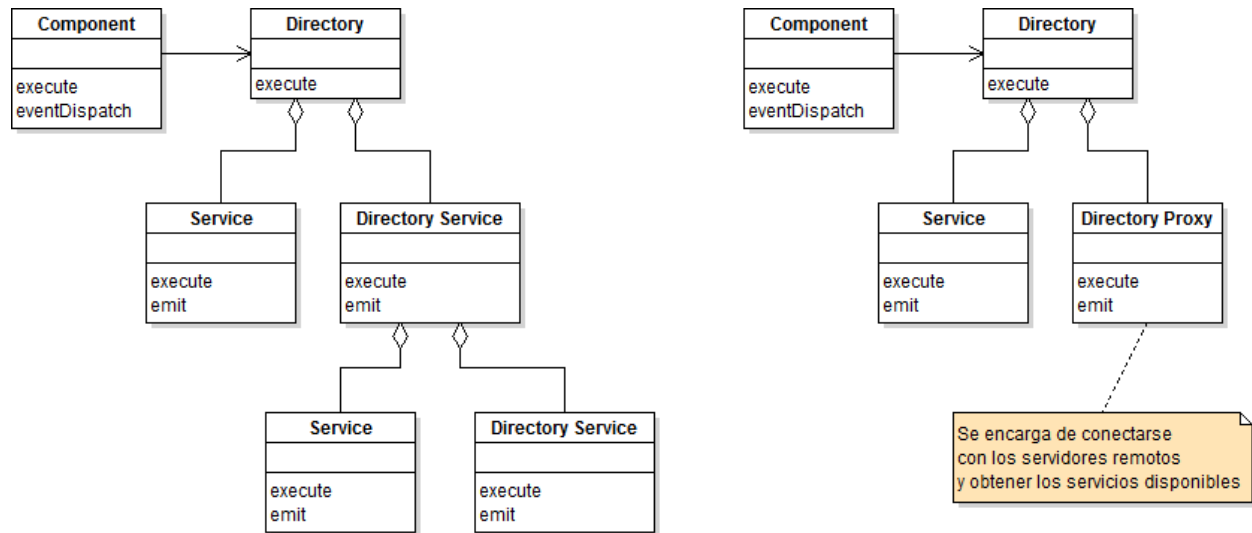 Component
execute
eventDispatch
Directory
execute
Service
execute
emit
Directory Service
execute
emit
Service
execute
emit
Directory Service
execute
emit
Component
execute
eventDispatch
Directory
execute
Service
execute
emit
Directory Proxy
execute
emit
Se encarga de conectarse
con los servidores remotos
y obtener los servicios disponibles